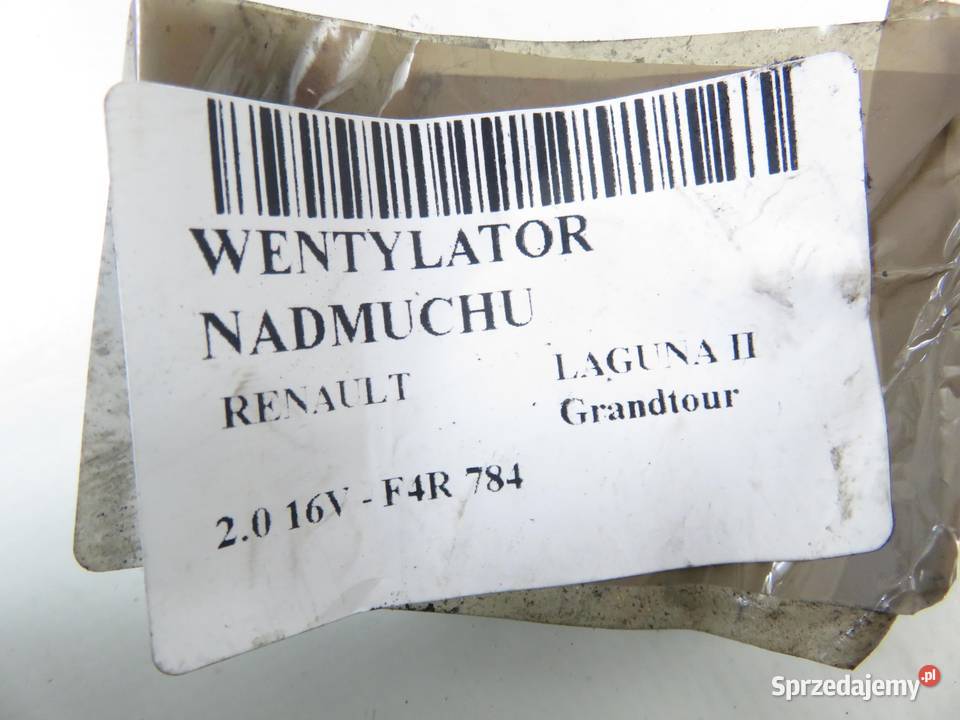 WENTYLATOR
NADMUCHU
RENAULT LAGUNA II
Grandtour
2.0 16V - F4R 784
Sprzedajemy.pl